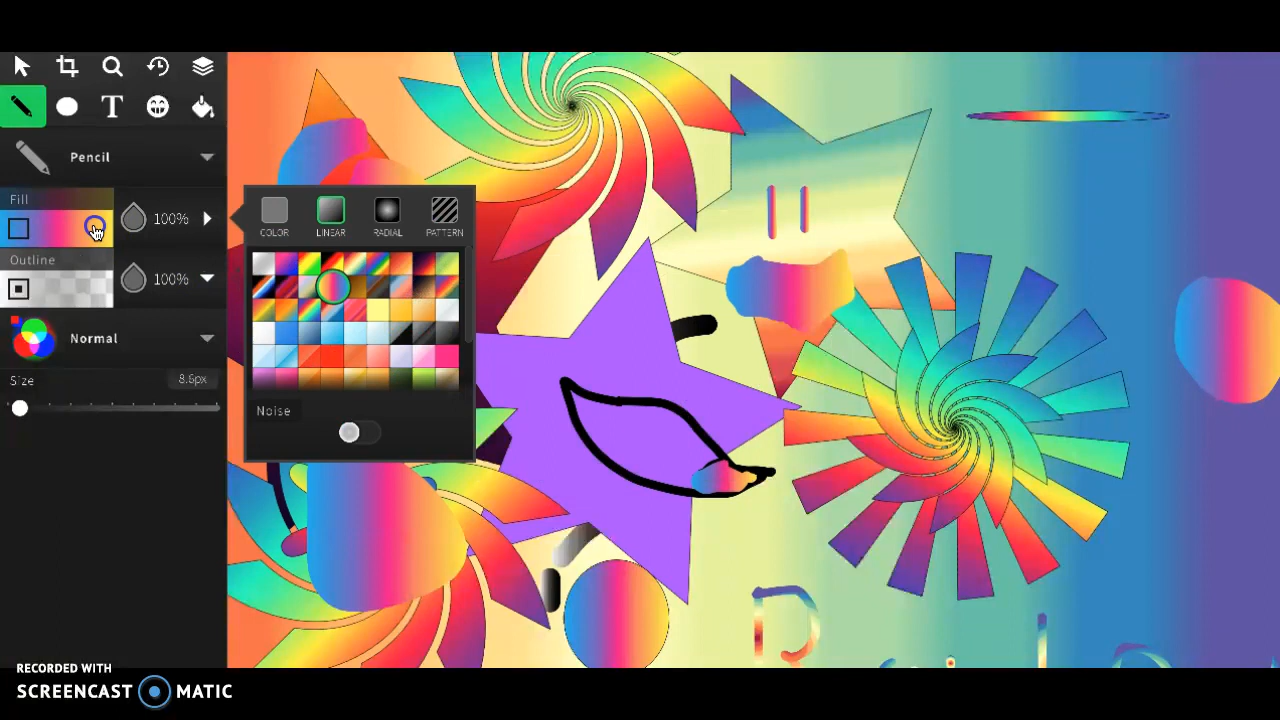 T
Pencil
Fill
100%
COLOR LINEAR RADIAL PATTERN
Outline
100%
Normal
Size 8.6px
Noise
R
RECORDED WITH
SCREENCAST MATIC